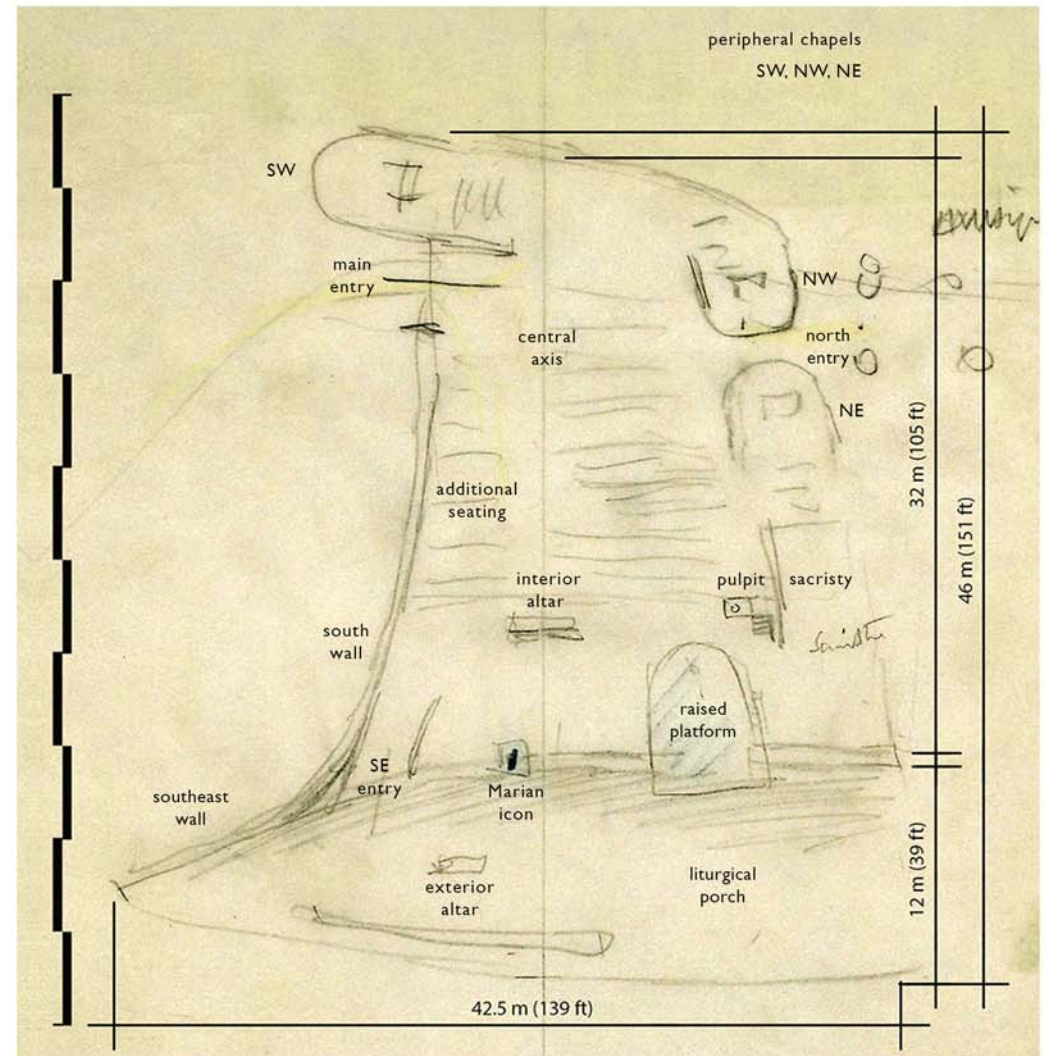 peripheral chapels
SW, NW, NE
SW
main
entry
NW
central
axis
north
entry
NE
32 m (105 ft)
46 m (151 ft)
additional
seating
interior
altar
pulpit
sacristy
south
wall
raised
platform
SE
entry
Marian
icon
southeast
wall
exterior
altar
liturgical
porch
12 m (39 ft)
42.5 m (139 ft)